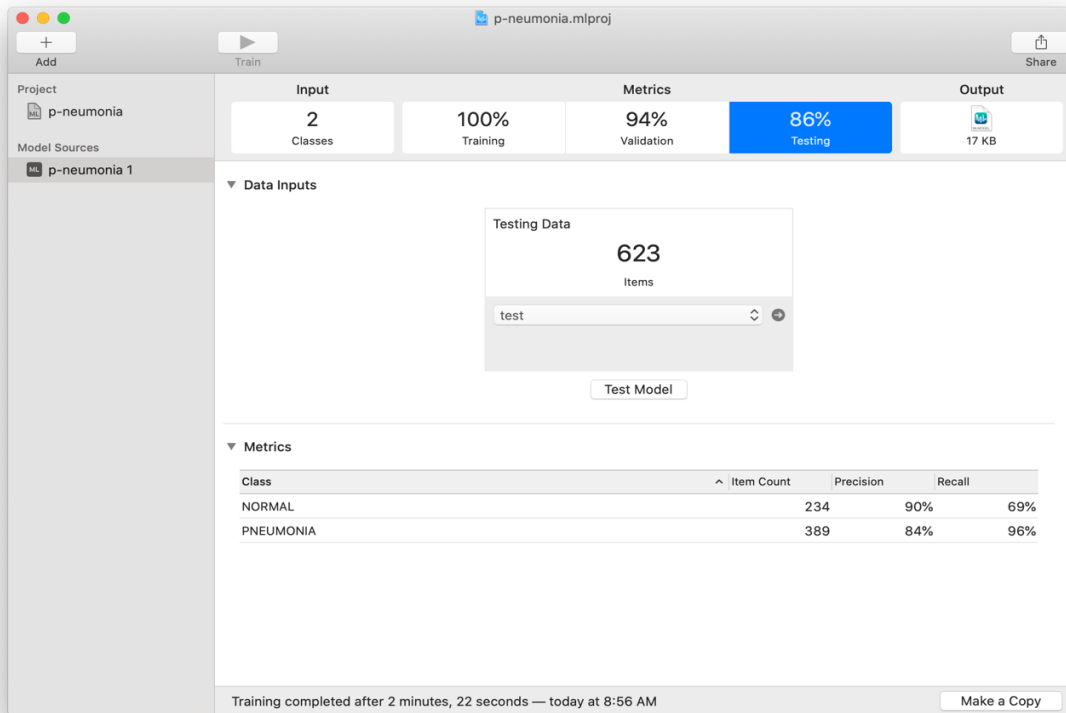 p-neumonia.mlproj
Add
Train
Share
Project
ML p-neumonia
Model Sources
ML p-neumonia 1
Input
Metrics
Output
2
Classes
100%
Training
94%
Validation
86%
Testing
17 KB
Data Inputs
Testing Data
623
Items
test
Test Model
Metrics
Class Item Count Precision Recall
NORMAL 234 90% 69%
PNEUMONIA 389 84% 96%
Training completed after 2 minutes, 22 seconds — today at 8:56 AM
Make a Copy